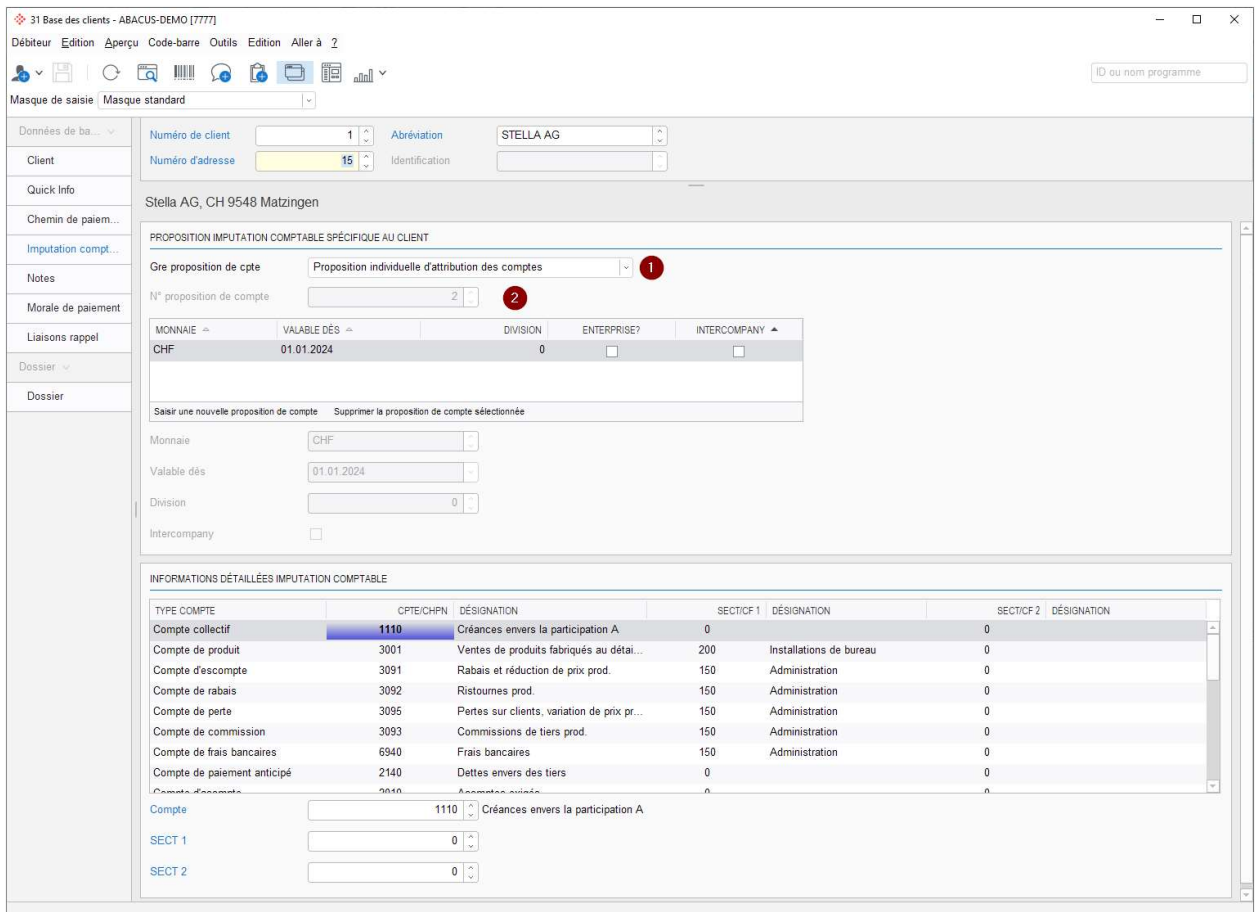 31 Base des clients - ABACUS-DEMO [7777]
Débiteur Edition Aperçu Code-barre Outils Edition Aller à ?
ID ou nom programme
Masque de saisie Masque standard
Données de ba...
Client
Quick Info
Chemin de paiem...
Imputation compt...
Notes
Morale de paiement
Liaisons rappel
Dossier
Dossier
Numéro de client 1 Abréviation STELLA AG
Numéro d'adresse 15 Identification
Stella AG, CH 9548 Matzingen
PROPOSITION IMPUTATION COMPTABLE SPÉCIFIQUE AU CLIENT
Gre proposition de cpte Proposition individuelle d'attribution des comptes 1
N° proposition de compte 2 2
MONNAIE VALABLE DÈS DIVISION ENTERPRISE? INTERCOMPANY
CHF 01.01.2024 0
Saisir une nouvelle proposition de compte Supprimer la proposition de compte sélectionnée
Monnaie CHF
Valable dès 01.01.2024
Division 0
Intercompany
INFORMATIONS DÉTAILLÉES IMPUTATION COMPTABLE
TYPE COMPTE CPTE/CHPN DÉSIGNATION SECT/CF 1 DÉSIGNATION SECT/CF 2 DÉSIGNATION
Compte collectif 1110 Créances envers la participation A 0 0
Compte de produit 3001 Ventes de produits fabriqués au détai... 200 Installations de bureau 0
Compte d'escompte 3091 Rabais et réduction de prix prod. 150 Administration 0
Compte de rabais 3092 Ristournes prod. 150 Administration 0
Compte de perte 3095 Pertes sur clients, variation de prix pr... 150 Administration 0
Compte de commission 3093 Commissions de tiers prod. 150 Administration 0
Compte de frais bancaires 6940 Frais bancaires 150 Administration 0
Compte de paiement anticipé 2140 Dettes envers des tiers 0 0
Compte 1110 Créances envers la participation A
SECT 1 0
SECT 2 0